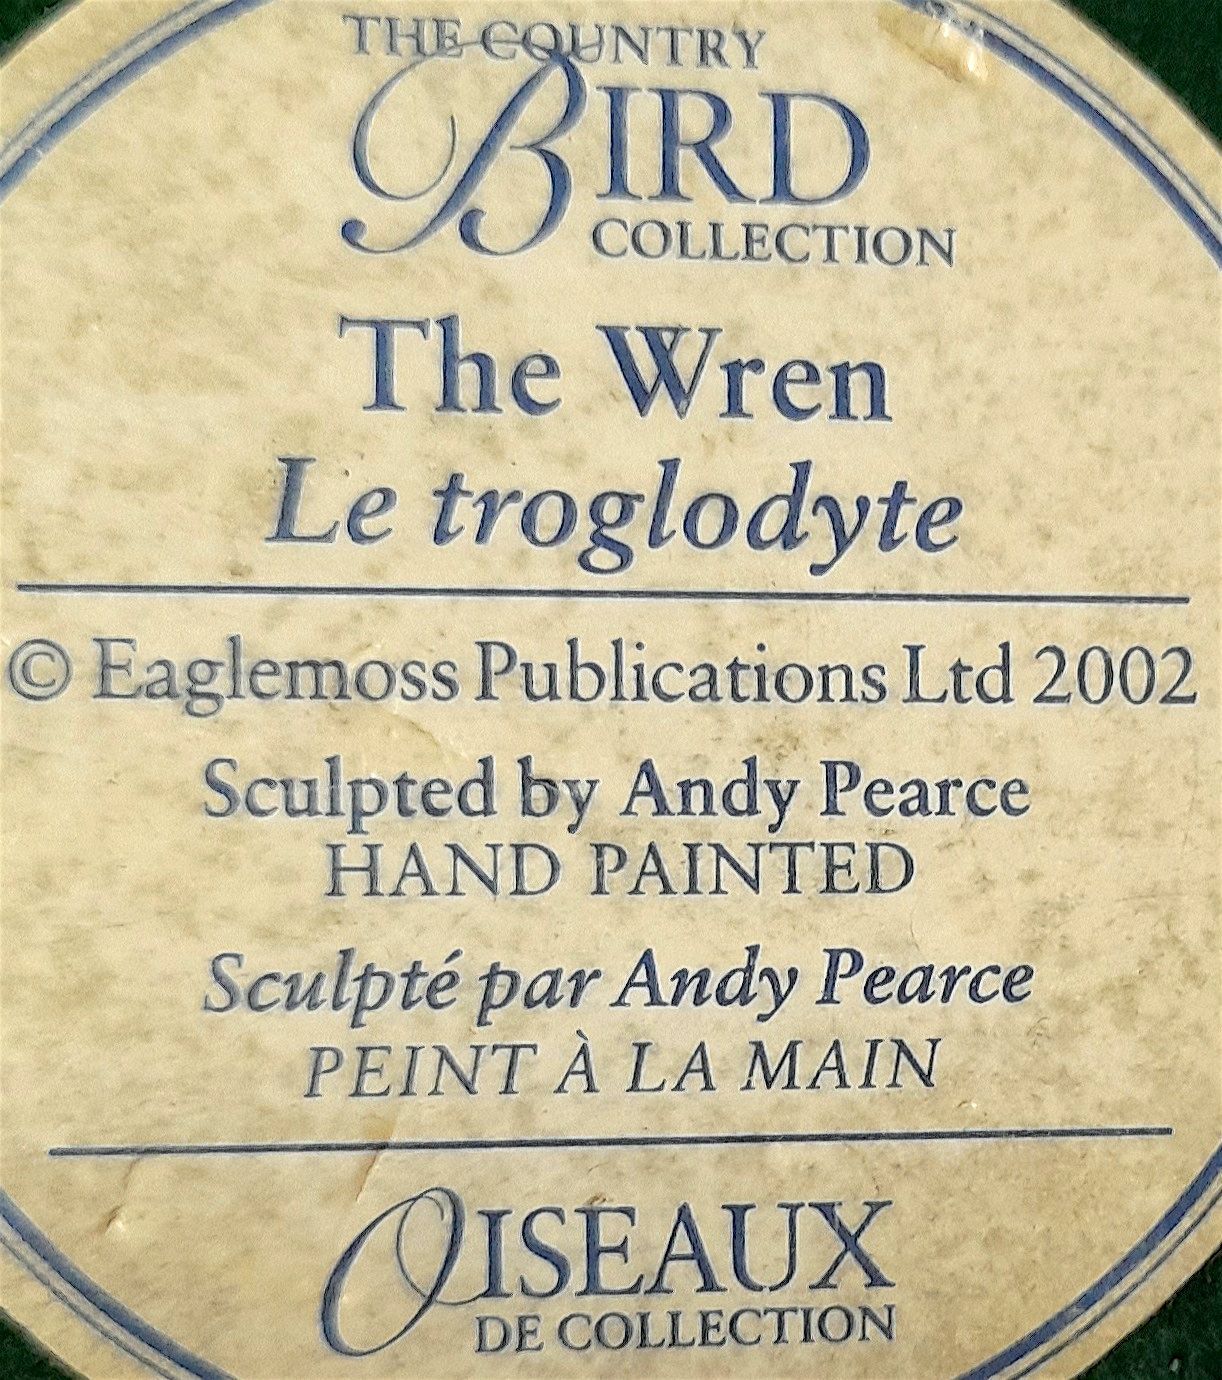 THE COUNTRY
BIRD
COLLECTION
The Wren
Le troglodyte
© Eaglemoss Publications Ltd 2002
Sculpted by Andy Pearce
HAND PAINTED
Sculpté par Andy Pearce
PEINT À LA MAIN
OISEAUX
DE COLLECTION